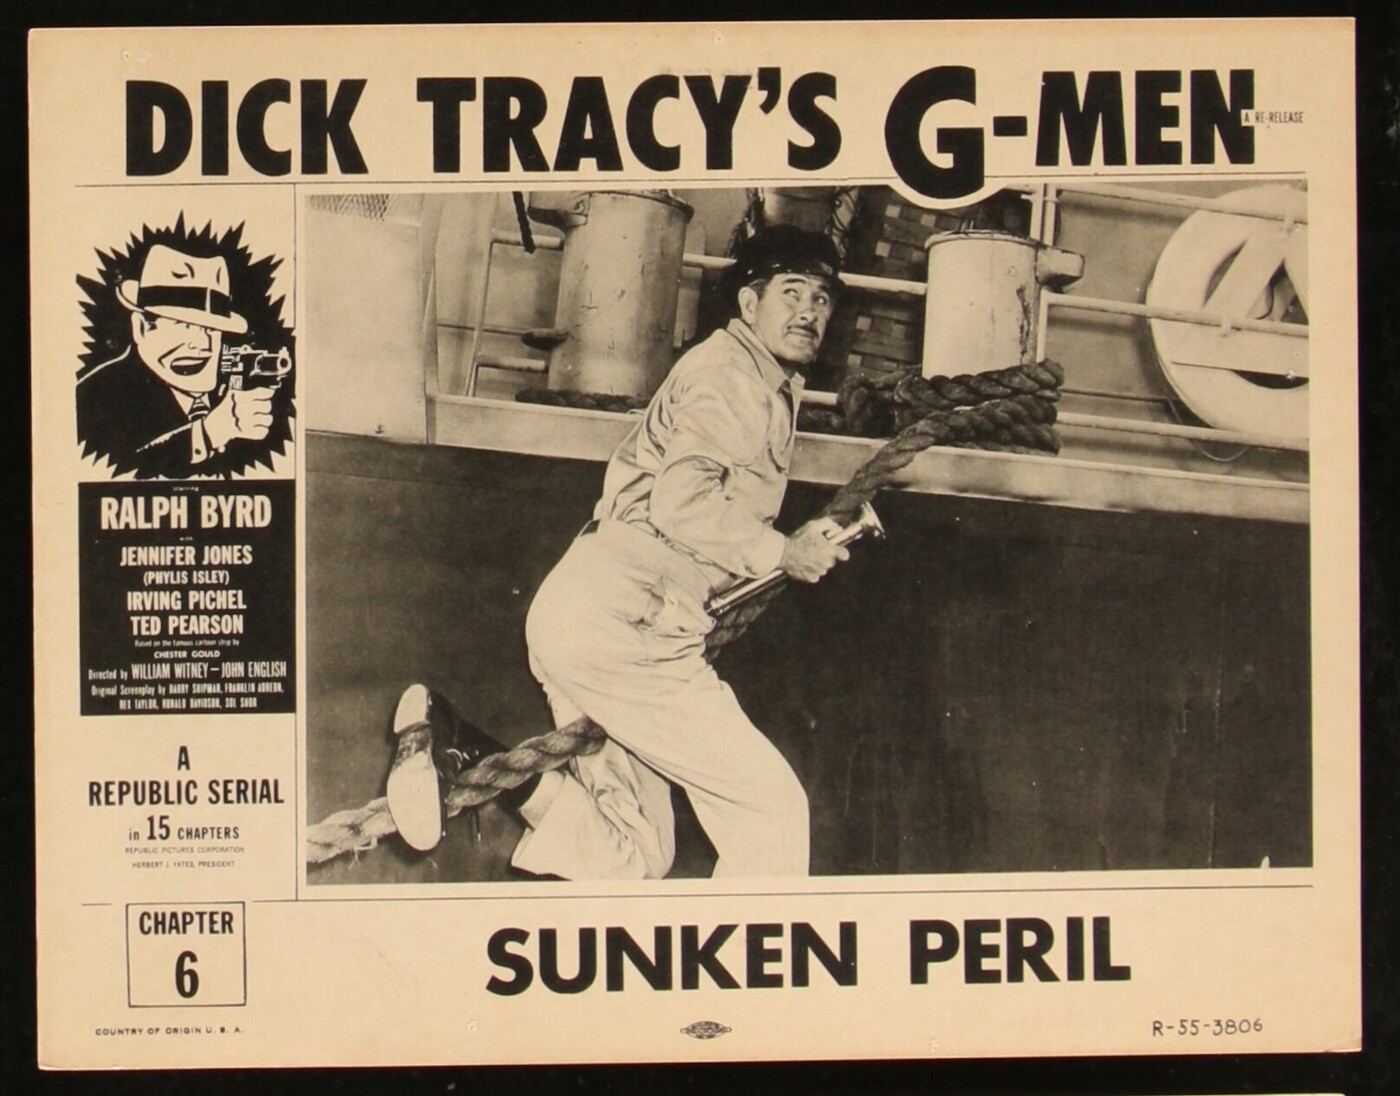 DICK TRACY'S G-MEN
A RE-RELEASE
starring
RALPH BYRD
with
JENNIFER JONES
(PHYLIS ISLEY)
IRVING PICHEL
TED PEARSON
Based on the famous cartoon strip by
CHESTER GOULD
Directed by WILLIAM WITNEY—JOHN ENGLISH
Original Screenplay by BARRY SHIPMAN, FRANKLIN ADREON,
REX TAYLOR, RONALD DAVIDSON, SOL SHOR
A
REPUBLIC SERIAL
in 15 CHAPTERS
REPUBLIC PICTURES CORPORATION
HERBERT J. YATES, PRESIDENT
CHAPTER
6
SUNKEN PERIL
COUNTRY OF ORIGIN U. S. A.
R-55-3806